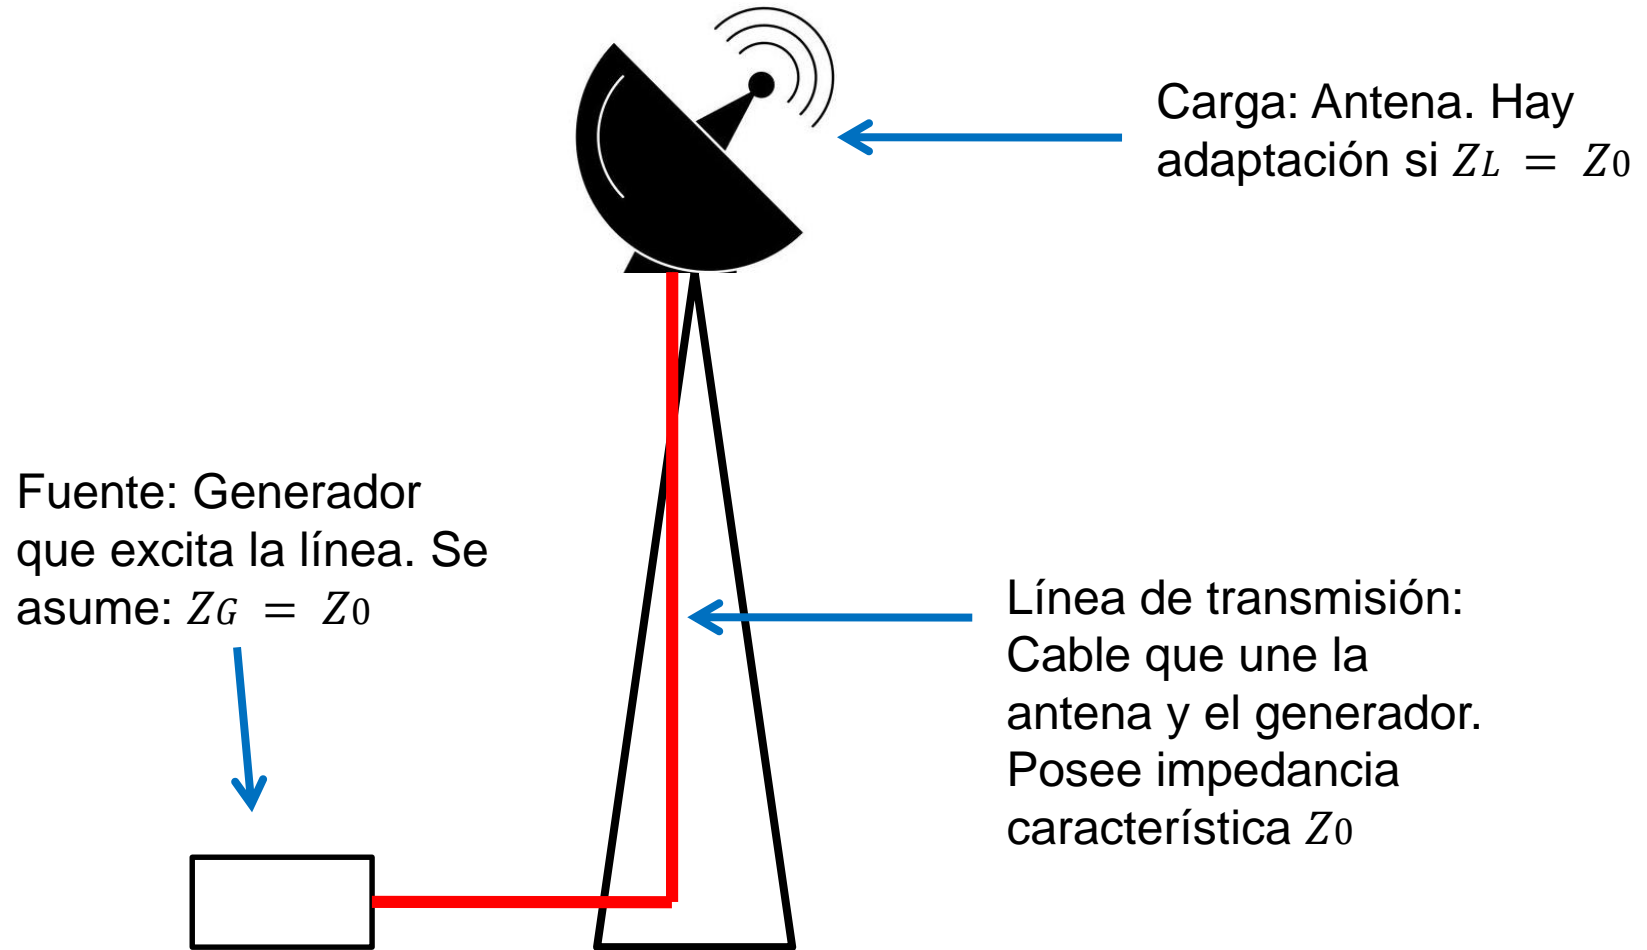 Carga: Antena. Hay
adaptación si ZL = Z0
Fuente: Generador
que excita la línea. Se
asume: ZG = Z0
Línea de transmisión:
Cable que une la
antena y el generador.
Posee impedancia
característica Z0